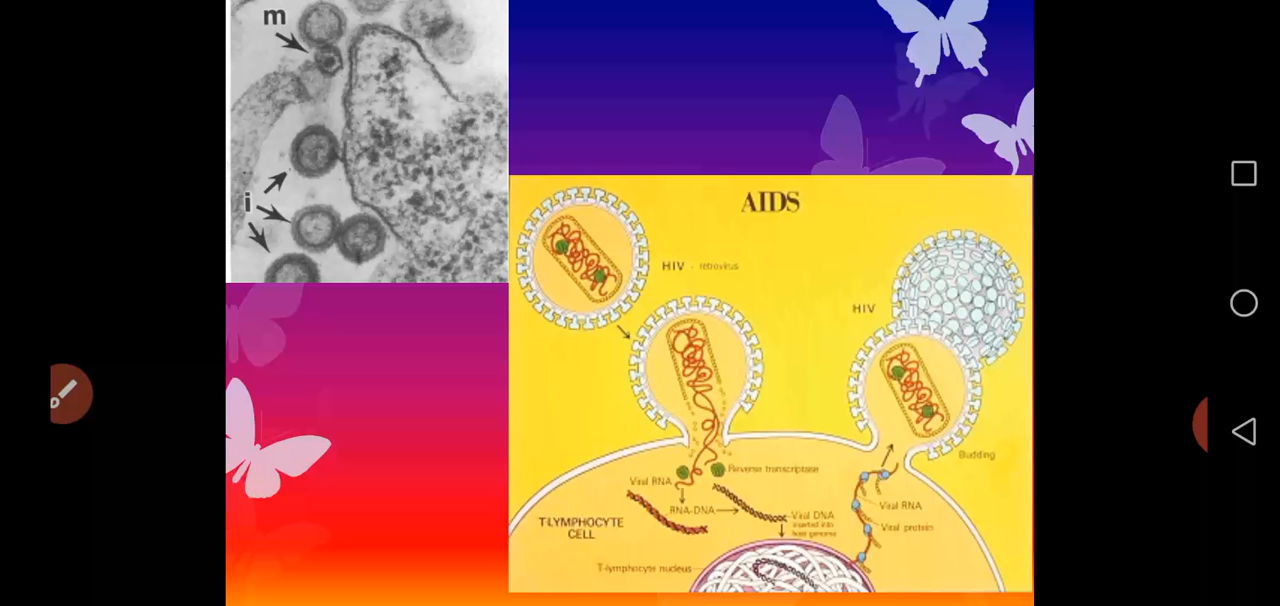 m
i
AIDS
HIV - retrovirus
HIV
Budding
Reverse transcriptase
Viral RNA
RNA-DNA
Viral DNA
inserted into
host genome
Viral RNA
Viral protein
T-LYMPHOCYTE
CELL
T-lymphocyte nucleus